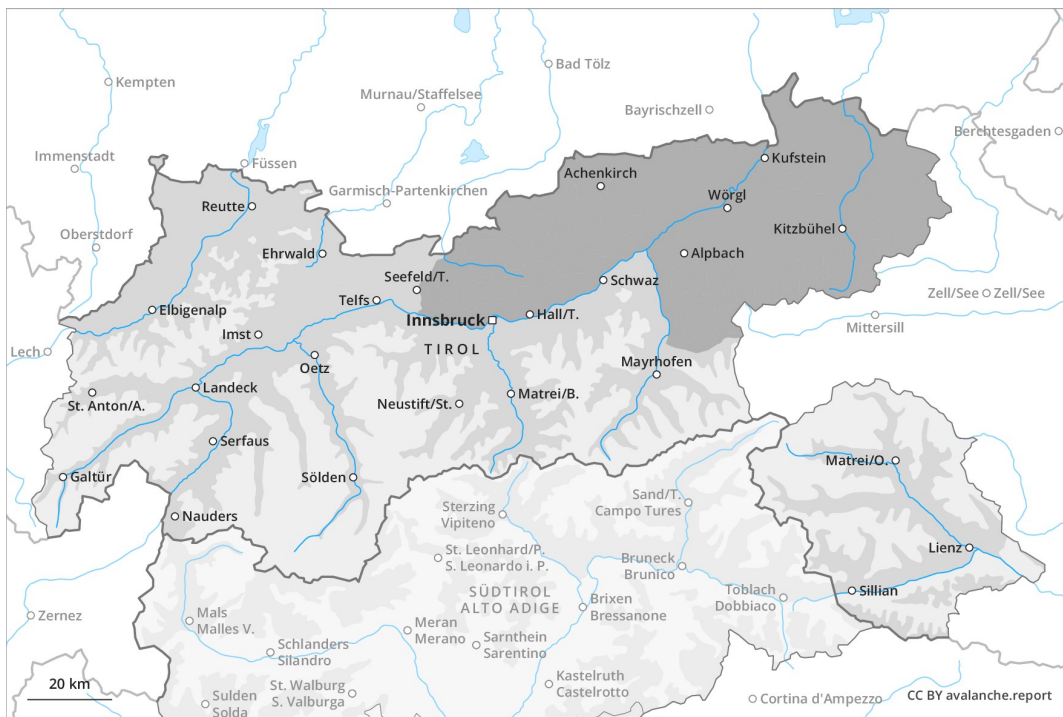 Kempten
Bad Tölz
Murnau/Staffelsee
Bayrischzell
Berchtesgaden
Immenstadt
Füssen
Kufstein
Achenkirch
Garmisch-Partenkirchen
Wörgl
Reutte
Oberstdorf
Kitzbühel
Ehrwald
Alpbach
Seefeld/T.
Schwaz
Zell/See
Zell/See
Telfs
Elbigenalp
Innsbruck
Hall/T.
Mittersill
Imst
TIROL
Lech
Oetz
Mayrhofen
Landeck
St. Anton/A.
Neustift/St.
Matrei/B.
Serfaus
Matrei/O.
Galtür
Sölden
Sand/T.
Campo Tures
Sterzing
Vipiteno
Nauders
Lienz
St. Leonhard/P.
S. Leonardo i. P.
Bruneck
Brunico
SÜDTIROL
ALTO ADIGE
Sillian
Toblach
Dobbiaco
Brixen
Bressanone
Zernez
Mals
Malles V.
Meran
Merano
Sarnthein
Sarentino
Schlanders
Silandro
20 km
St. Walburg
S. Valburga
Kastelruth
Castelrotto
Sulden
Solda
Cortina d'Ampezzo
CC BY avalanche.report